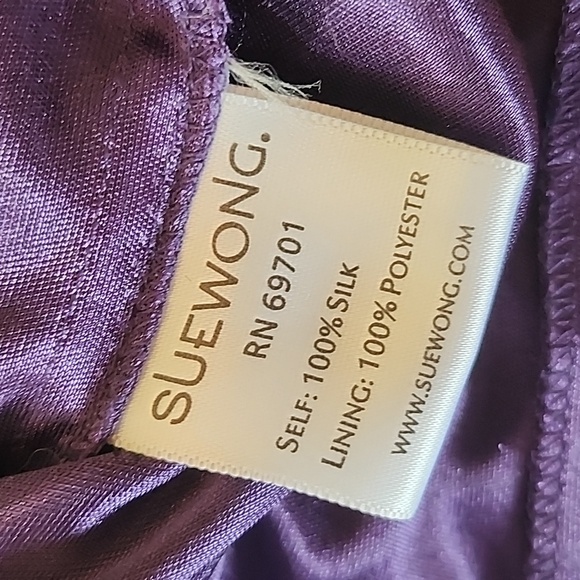 SUEWONG.
RN 69701
SELF: 100% SILK
LINING: 100% POLYESTER
WWW.SUEWONG.COM